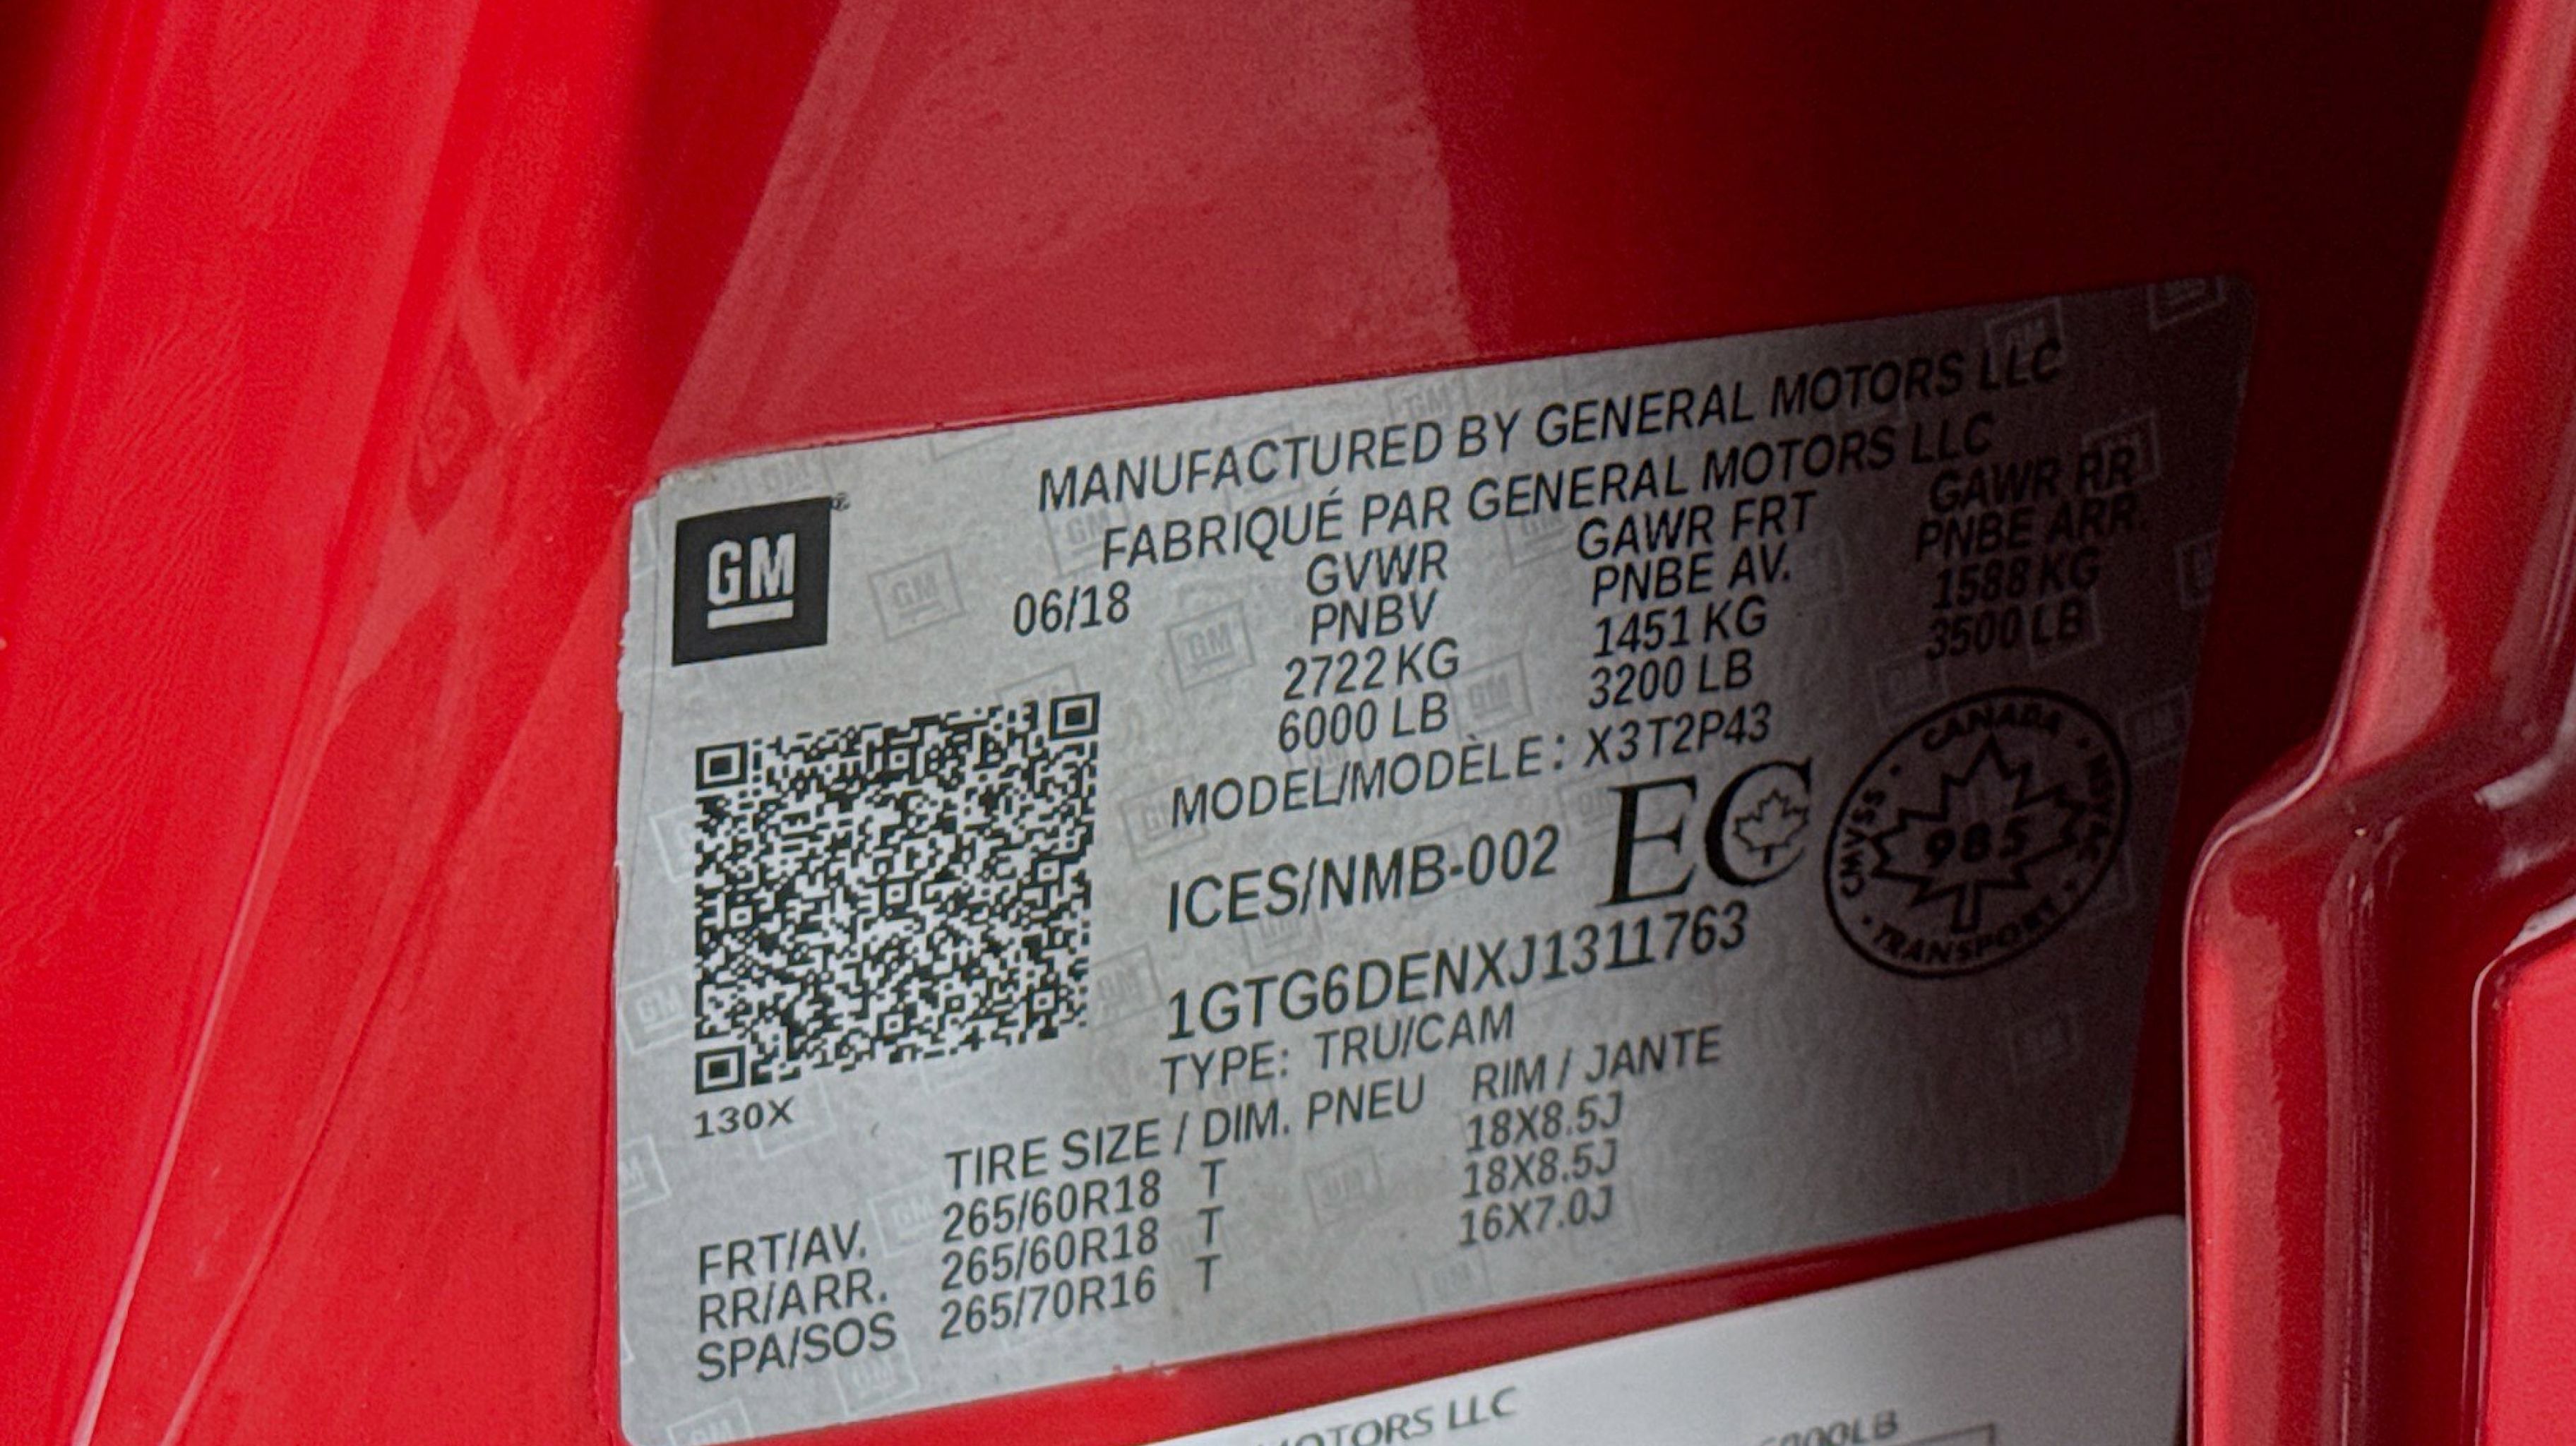 MANUFACTURED BY GENERAL MOTORS LLC
FABRIQUÉ PAR GENERAL MOTORS LLC
GM
06/18
GVWR GAWR FRT GAWR RR
PNBV PNBE AV. PNBE ARR.
2722 KG 1451 KG 1588 KG
6000 LB 3200 LB 3500 LB
MODEL/MODÈLE: X3T2P43
ICES/NMB-002 EC
CANADA
CMVSS • NSVAC
985
TRANSPORT
1GTG6DENXJ1311763
TYPE: TRU/CAM
130X
TIRE SIZE / DIM. PNEU RIM / JANTE
FRT/AV. 265/60R18 T 18X8.5J
RR/ARR. 265/60R18 T 18X8.5J
SPA/SOS 265/70R16 T 16X7.0J
MOTORS LLC